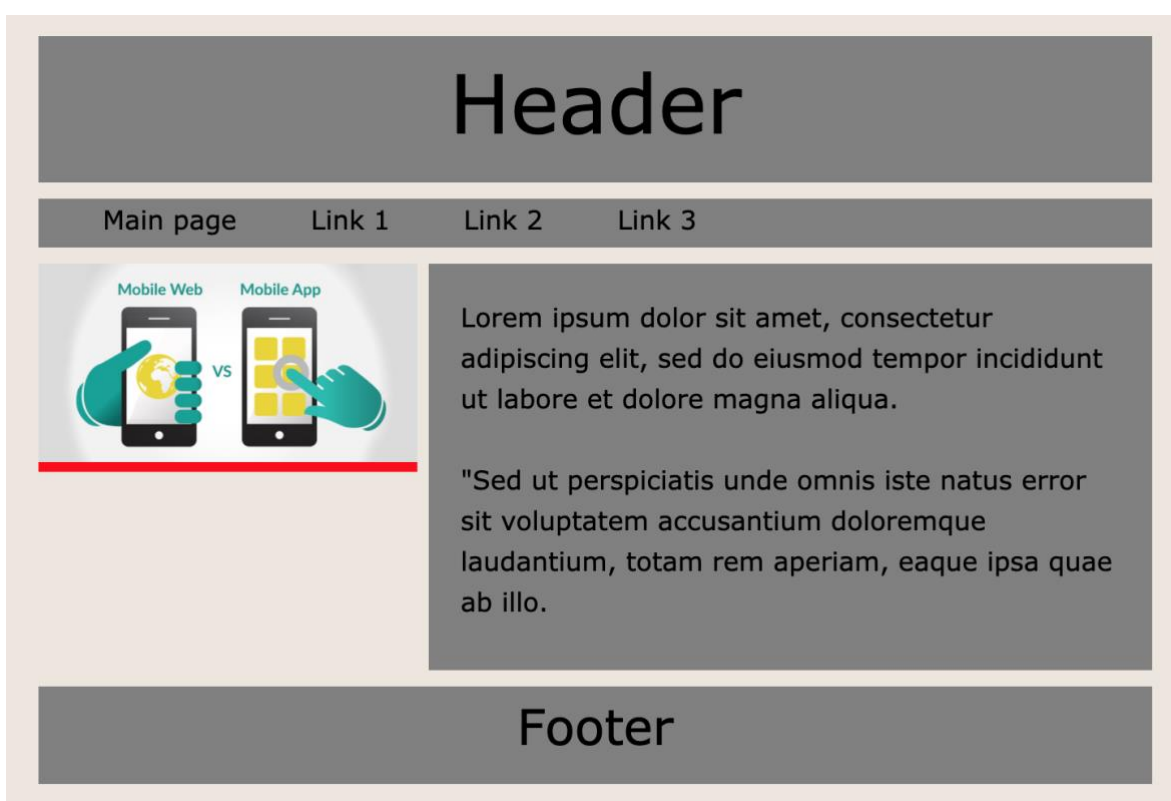 Header
Main page Link 1 Link 2 Link 3
Mobile Web Mobile App
VS
Lorem ipsum dolor sit amet, consectetur
adipiscing elit, sed do eiusmod tempor incididunt
ut labore et dolore magna aliqua.
"Sed ut perspiciatis unde omnis iste natus error
sit voluptatem accusantium doloremque
laudantium, totam rem aperiam, eaque ipsa quae
ab illo.
Footer